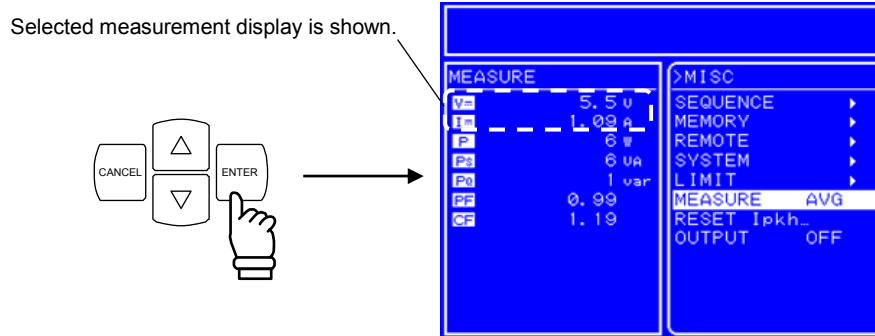 Selected measurement display is shown.
CANCEL
ENTER
MEASURE
V= 5.5 V
I= 1.09 A
P 6 W
Ps 6 VA
PQ 1 var
PF 0.99
CF 1.19
>MISC
SEQUENCE
MEMORY
REMOTE
SYSTEM
LIMIT
MEASURE AVG
RESET Ipkh…
OUTPUT OFF